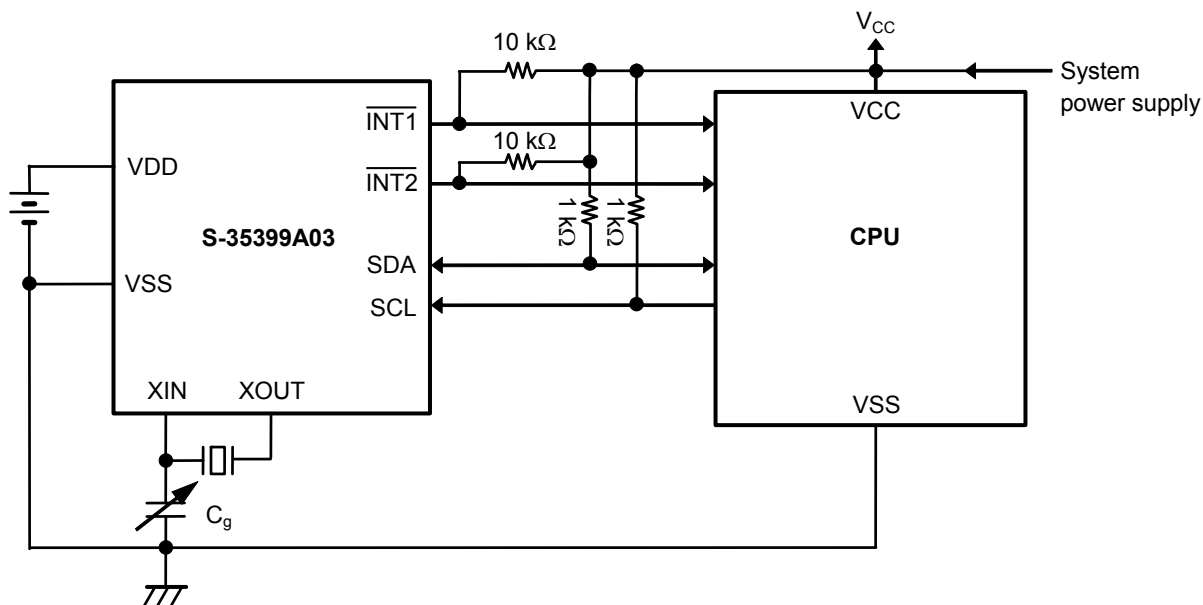 V_CC
10 kΩ
System
power supply
INT1
VCC
10 kΩ
VDD
INT2
1 kΩ
1 kΩ
S-35399A03
CPU
SDA
VSS
SCL
XIN
XOUT
VSS
C_g